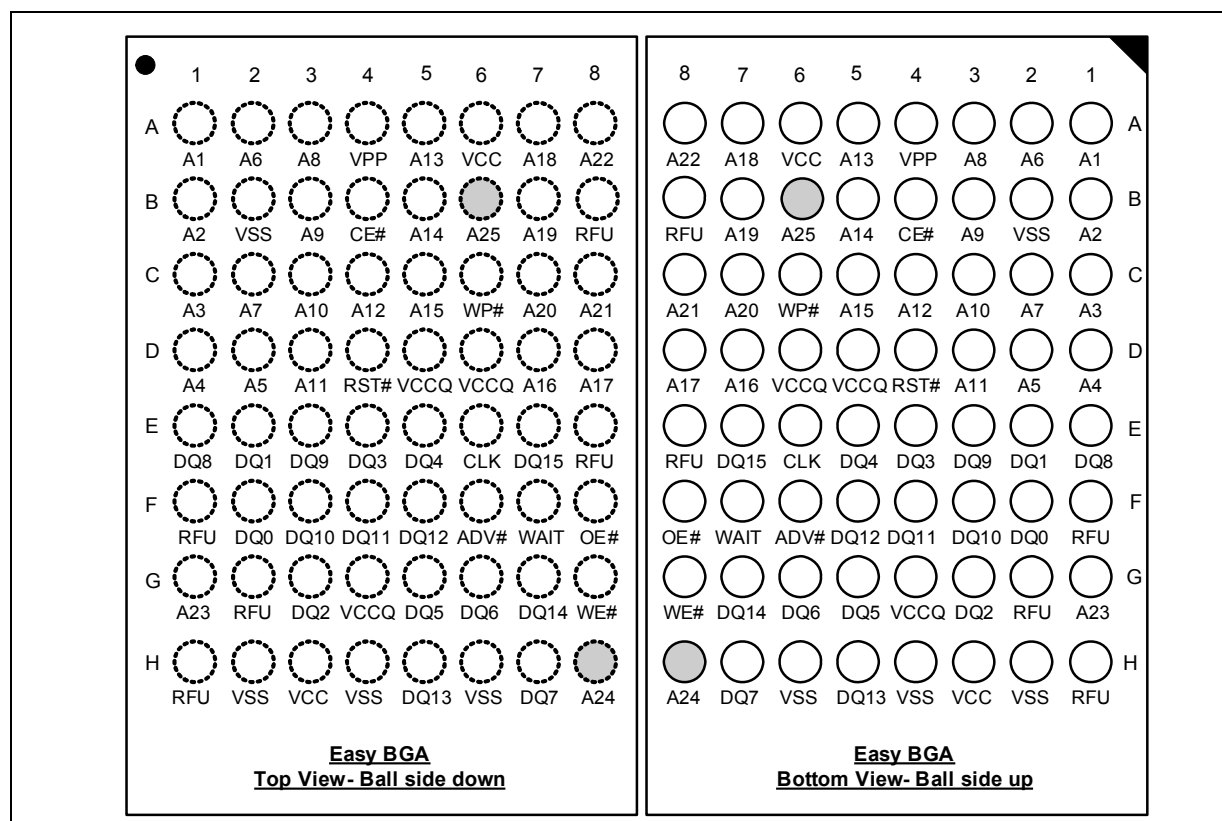 1 2 3 4 5 6 7 8
A
A1 A6 A8 VPP A13 VCC A18 A22
B
A2 VSS A9 CE# A14 A25 A19 RFU
C
A3 A7 A10 A12 A15 WP# A20 A21
D
A4 A5 A11 RST# VCCQ VCCQ A16 A17
E
DQ8 DQ1 DQ9 DQ3 DQ4 CLK DQ15 RFU
F
RFU DQ0 DQ10 DQ11 DQ12 ADV# WAIT OE#
G
A23 RFU DQ2 VCCQ DQ5 DQ6 DQ14 WE#
H
RFU VSS VCC VSS DQ13 VSS DQ7 A24
Easy BGA
Top View- Ball side down
8 7 6 5 4 3 2 1
A
A22 A18 VCC A13 VPP A8 A6 A1
B
RFU A19 A25 A14 CE# A9 VSS A2
C
A21 A20 WP# A15 A12 A10 A7 A3
D
A17 A16 VCCQ VCCQ RST# A11 A5 A4
E
RFU DQ15 CLK DQ4 DQ3 DQ9 DQ1 DQ8
F
OE# WAIT ADV# DQ12 DQ11 DQ10 DQ0 RFU
G
WE# DQ14 DQ6 DQ5 VCCQ DQ2 RFU A23
H
A24 DQ7 VSS DQ13 VSS VCC VSS RFU
Easy BGA
Bottom View- Ball side up